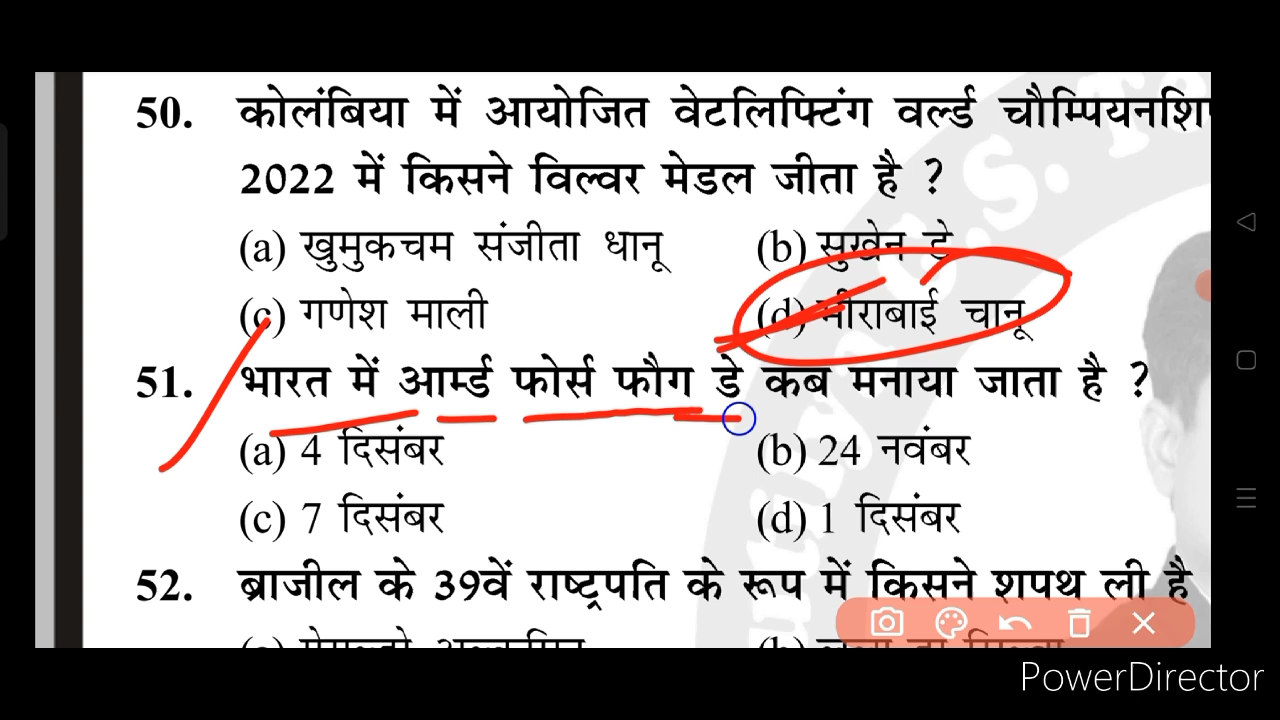 50. कोलंबिया में आयोजित वेटलिफ्टिंग वर्ल्ड चौम्पियनशि
2022 में किसने विल्वर मेडल जीता है ?
(a) खुमुकचम संजीता धानू (b) सुखेन डे
(c) गणेश माली (d) मीराबाई चानू
51. भारत में आर्म्ड फोर्स फौग डे कब मनाया जाता है ?
(a) 4 दिसंबर (b) 24 नवंबर
(c) 7 दिसंबर (d) 1 दिसंबर
52. ब्राजील के 39वें राष्ट्रपति के रूप में किसने शपथ ली है
PowerDirector